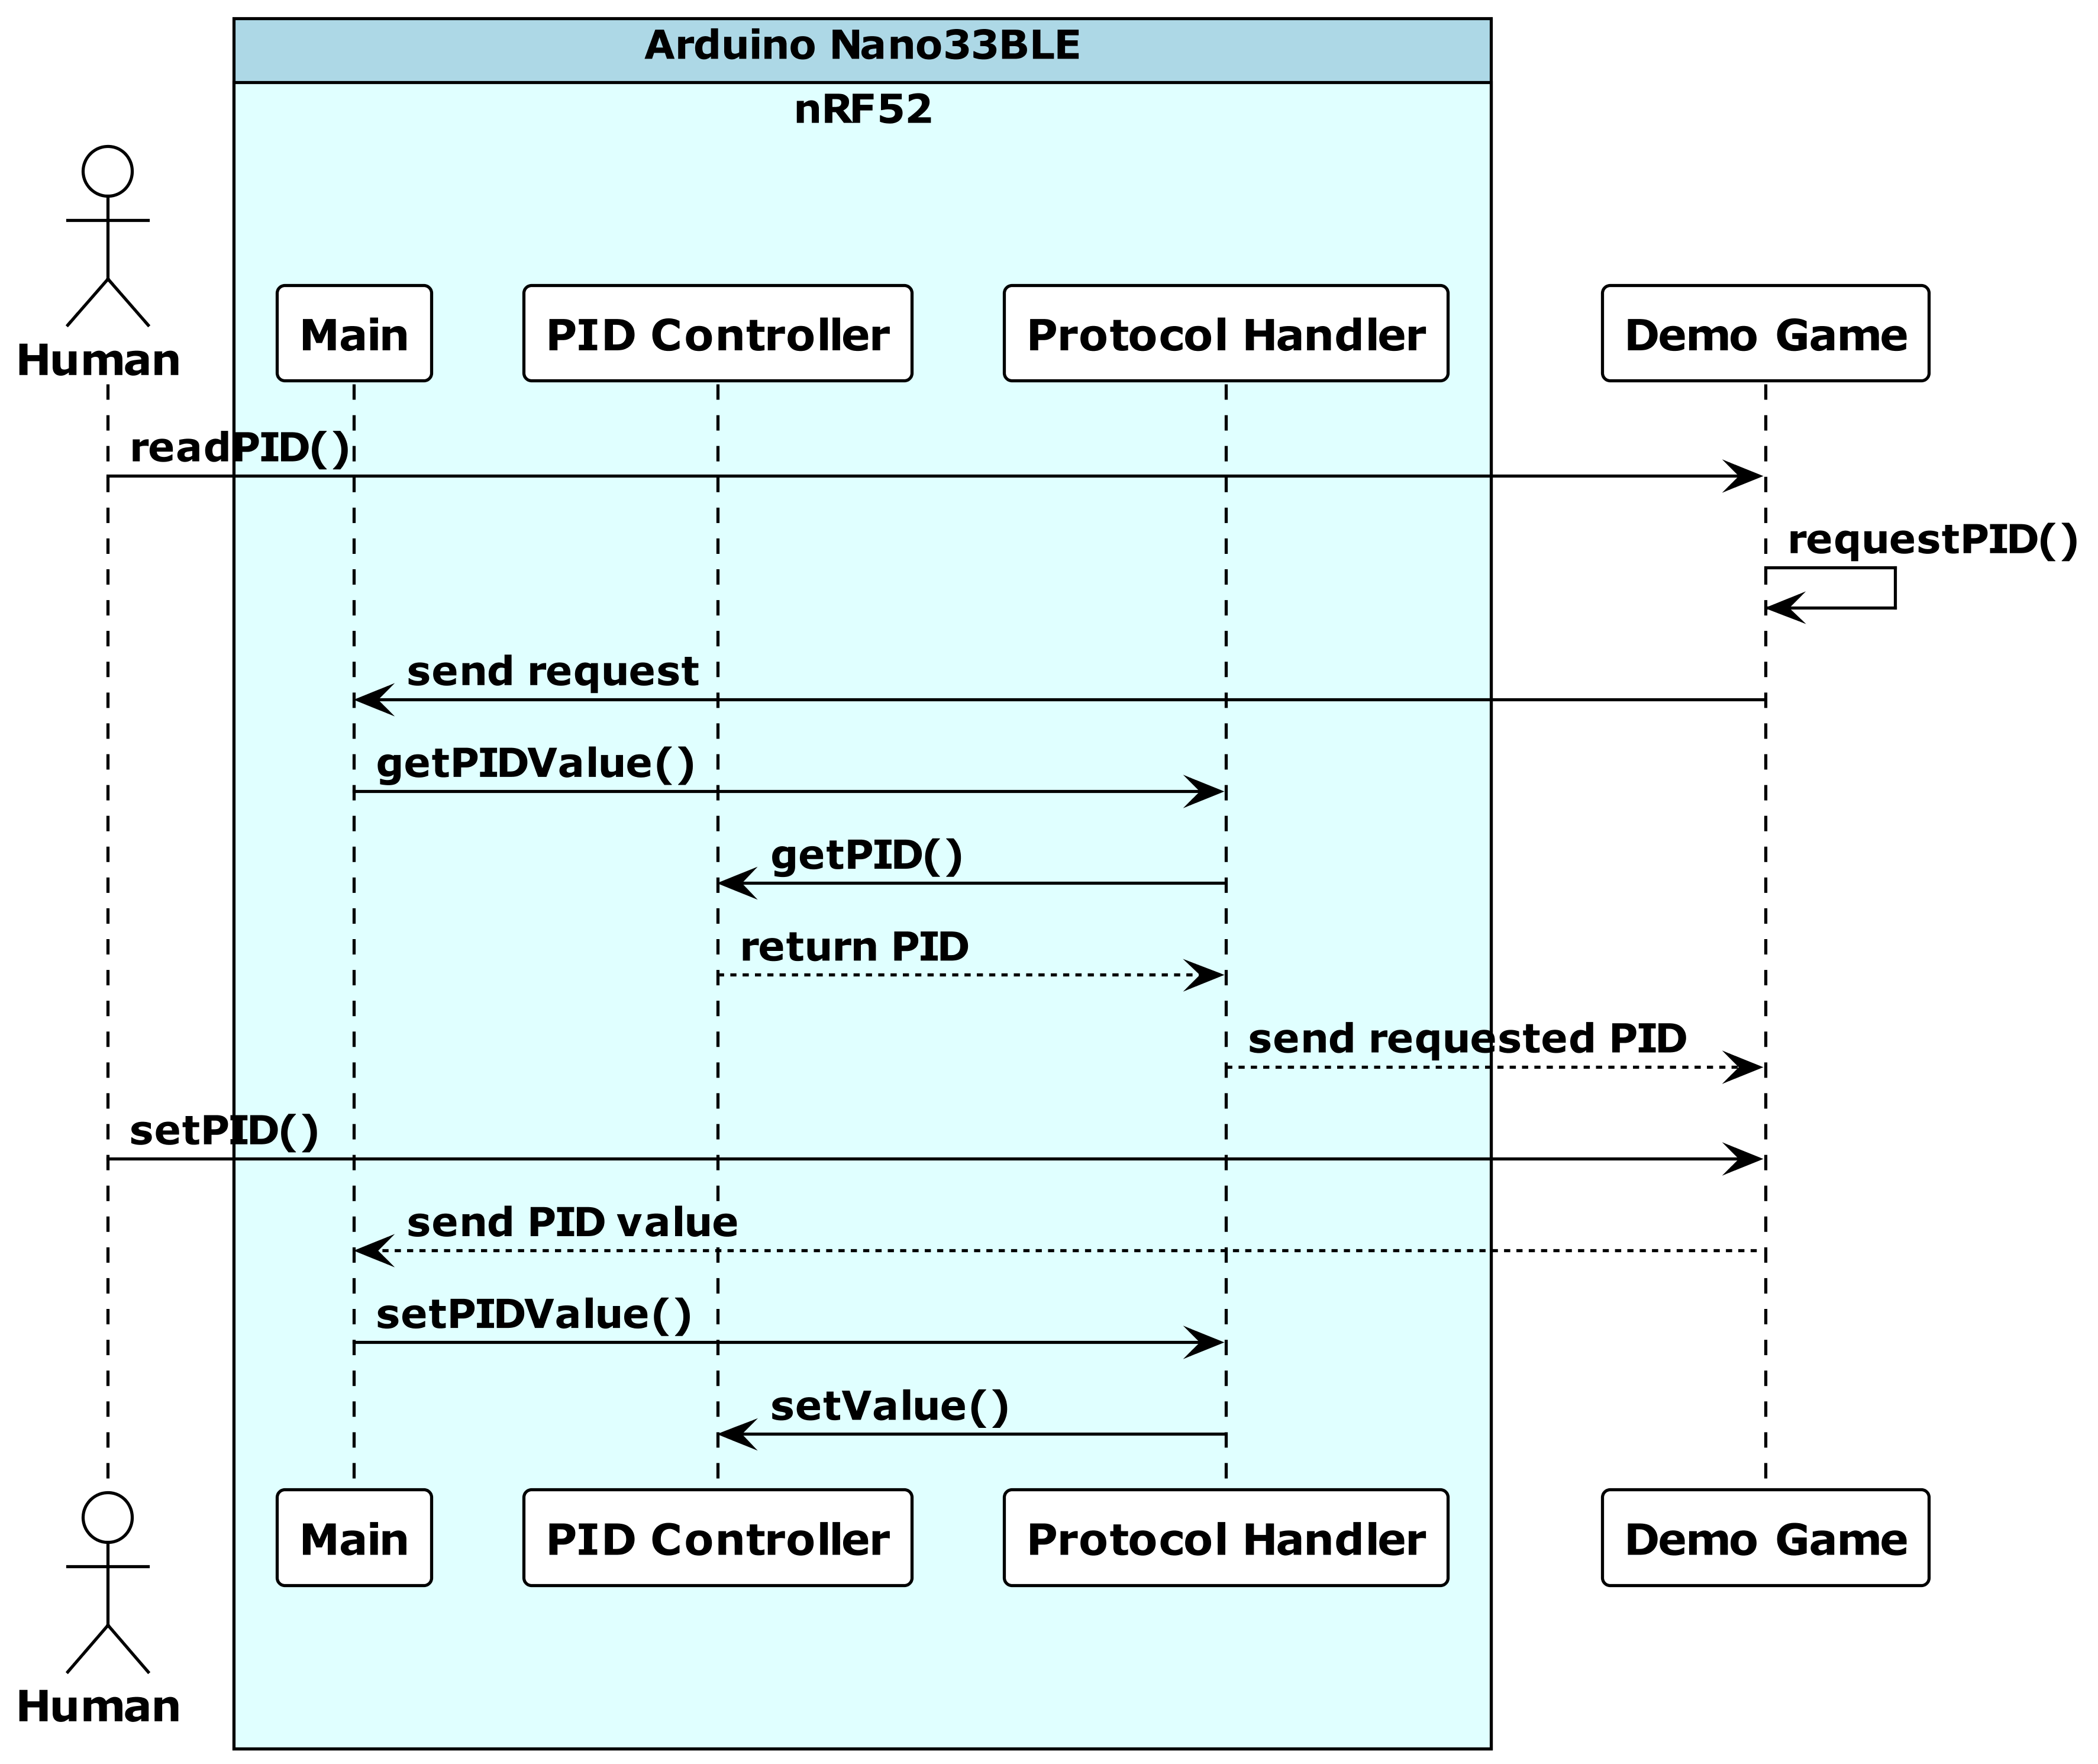 Arduino Nano33BLE
nRF52
Human
Main
PID Controller
Protocol Handler
Demo Game
readPID()
requestPID()
send request
getPIDValue()
getPID()
return PID
send requested PID
setPID()
send PID value
setPIDValue()
setValue()
Main
PID Controller
Protocol Handler
Demo Game
Human